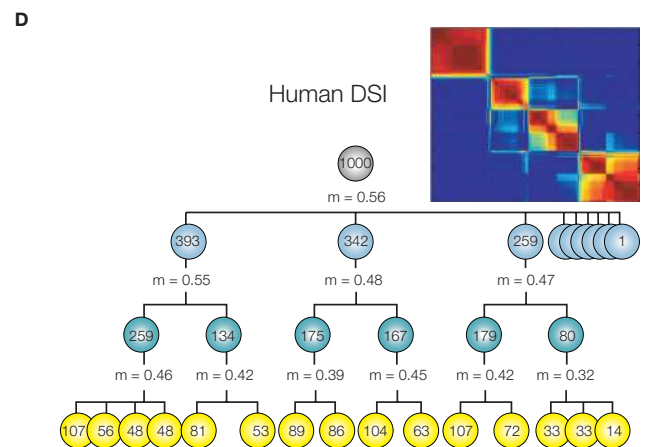 D
Human DSI
1000
m = 0.56
393 342 259 1
m = 0.55 m = 0.48 m = 0.47
259 134 175 167 179 80
m = 0.46 m = 0.42 m = 0.39 m = 0.45 m = 0.42 m = 0.32
107 56 48 48 81 53 89 86 104 63 107 72 33 33 14